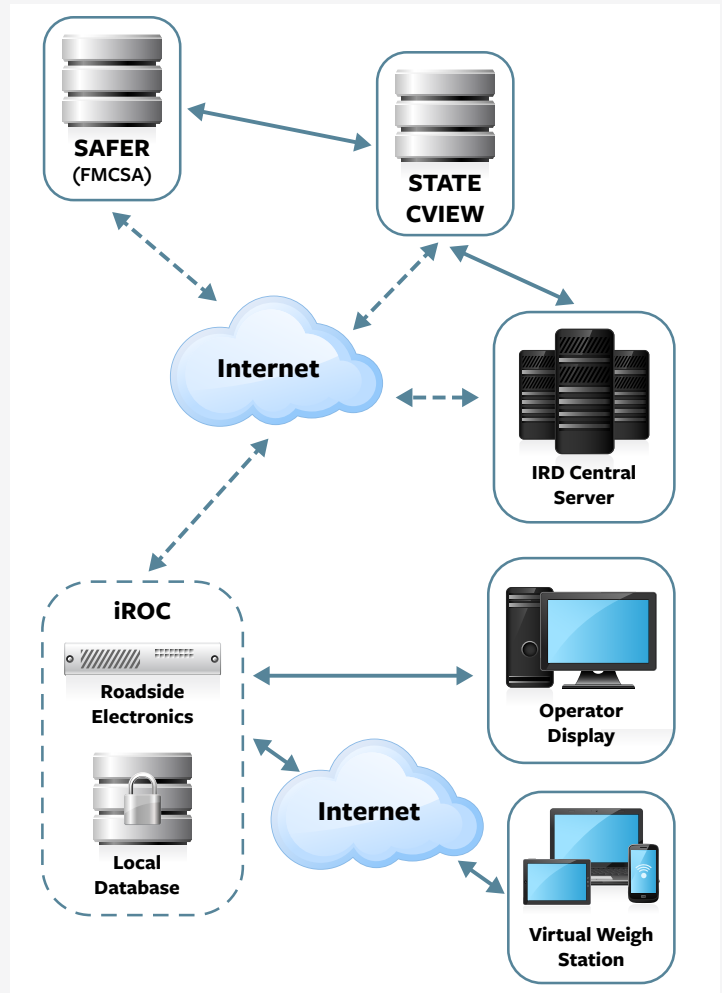 SAFER
(FMCSA)
STATE
CVIEW
Internet
IRD Central
Server
iROC
Roadside
Electronics
Local
Database
Operator
Display
Internet
Virtual Weigh
Station